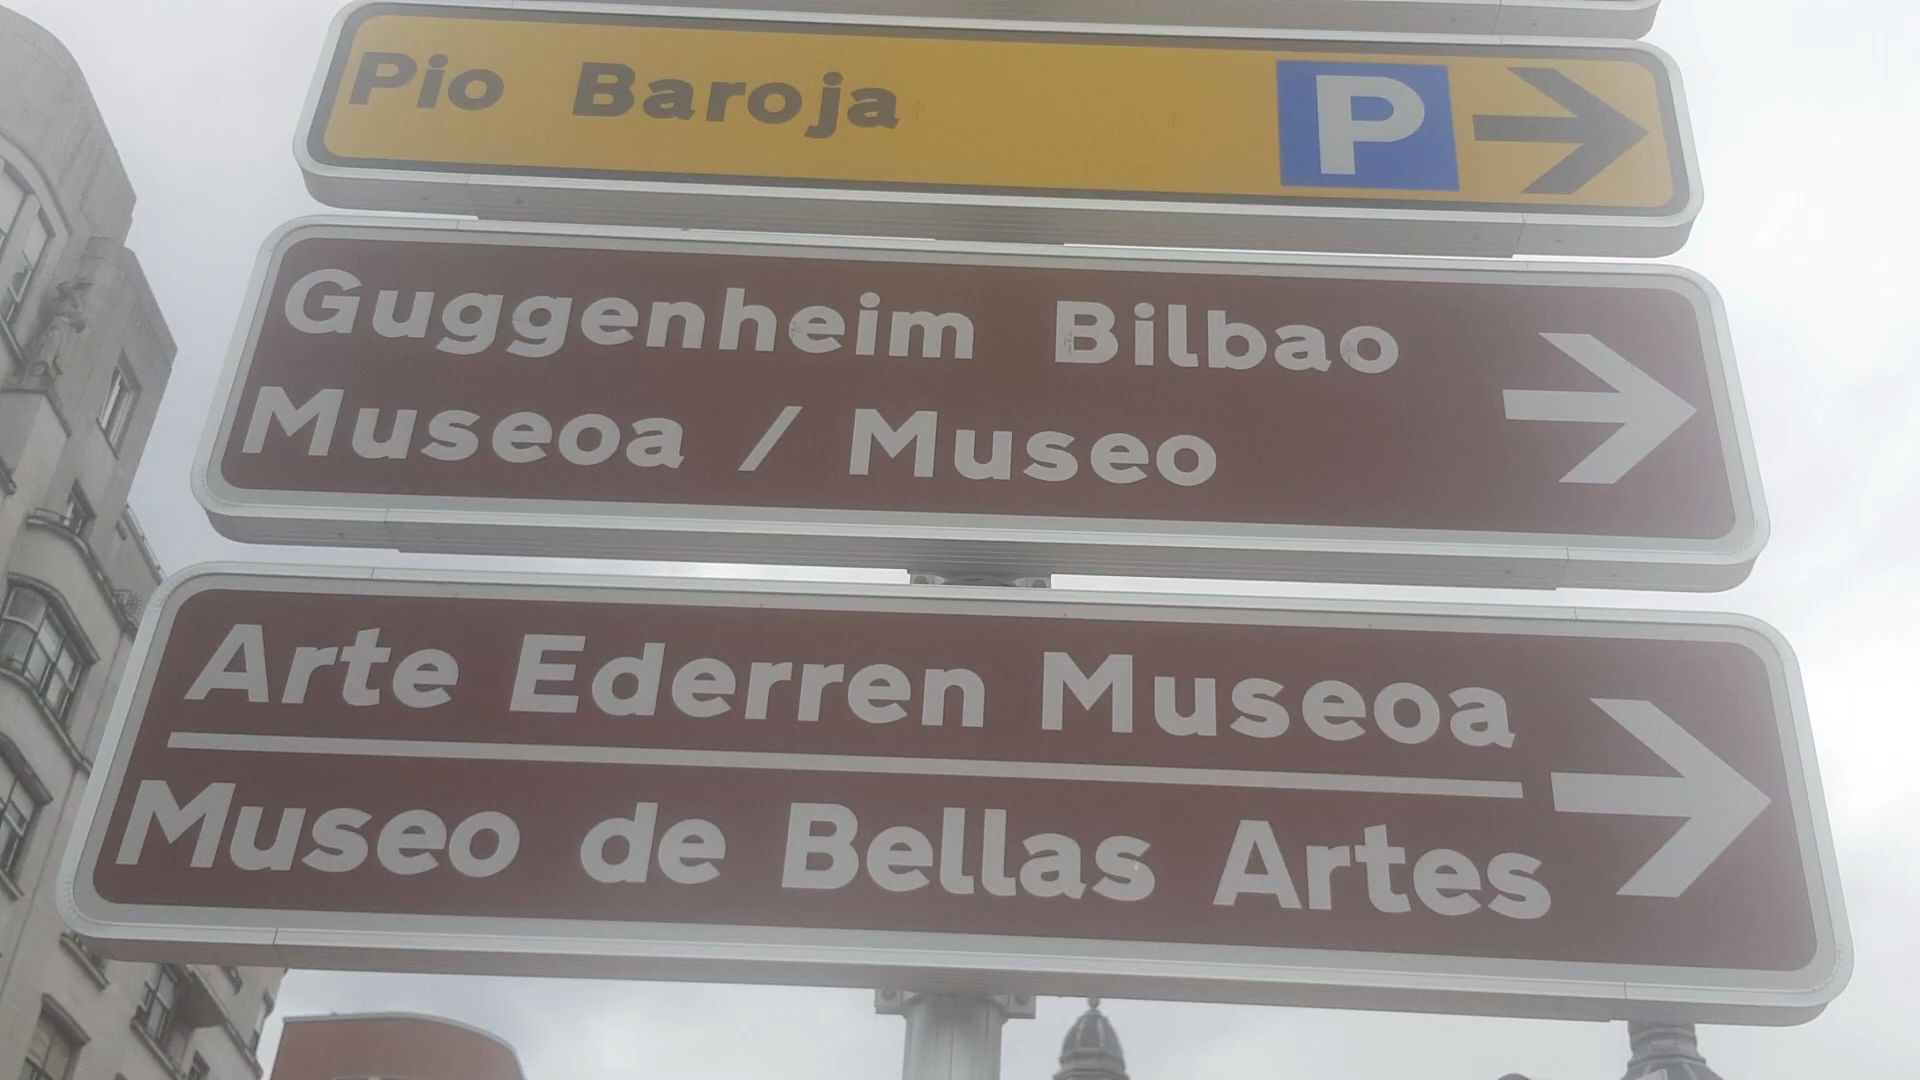 Pio Baroja P
Guggenheim Bilbao
Museoa / Museo
Arte Ederren Museoa
Museo de Bellas Artes